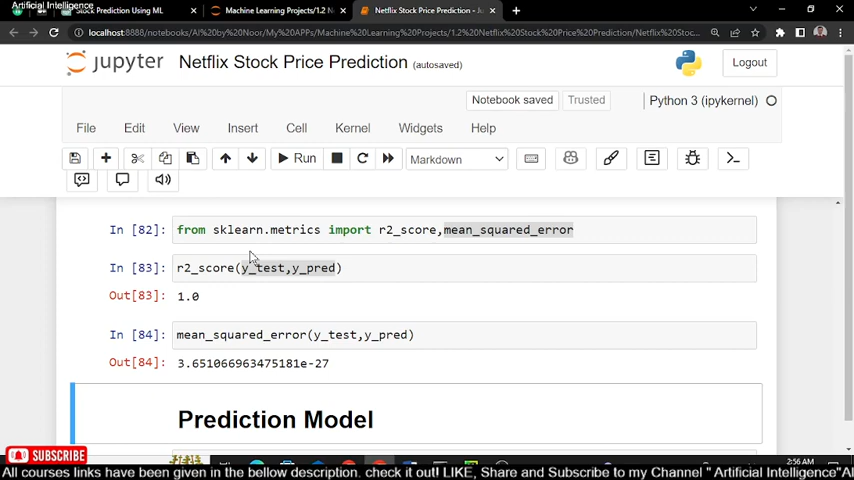 Artificial Intelligence
Stock Prediction Using ML
Machine Learning Projects/1.2 N
Netflix Stock Price Prediction - Ju
localhost:8888/notebooks/AI%20by%20Noor/My%20APPs/Machine%20Learning%20Projects/1.2%20Netflix%20Stock%20Price%20Prediction/Netflix%20Stoc...
jupyter Netflix Stock Price Prediction (autosaved)
Logout
Notebook saved Trusted Python 3 (ipykernel)
File Edit View Insert Cell Kernel Widgets Help
Run Markdown
In [82]: from sklearn.metrics import r2_score,mean_squared_error
In [83]: r2_score(y_test,y_pred)
Out[83]: 1.0
In [84]: mean_squared_error(y_test,y_pred)
Out[84]: 3.651066963475181e-27
Prediction Model
SUBSCRIBE
2:56 AM
All courses links have been given in the bellow description. check it out! LIKE, Share and Subscribe to my Channel " Artificial Intelligence"Al